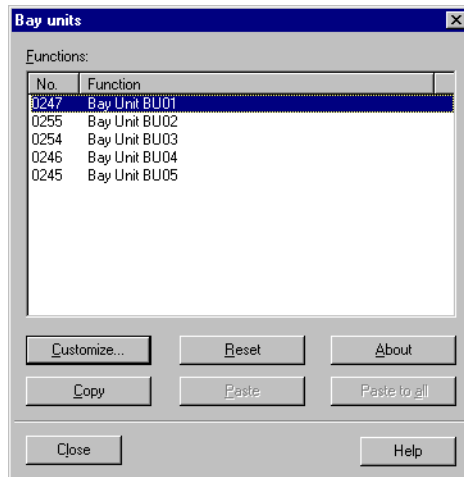 Bay units
Functions:
No. Function
0247 Bay Unit BU01
0255 Bay Unit BU02
0254 Bay Unit BU03
0246 Bay Unit BU04
0245 Bay Unit BU05
Customize... Reset About
Copy Paste Paste to all
Close Help